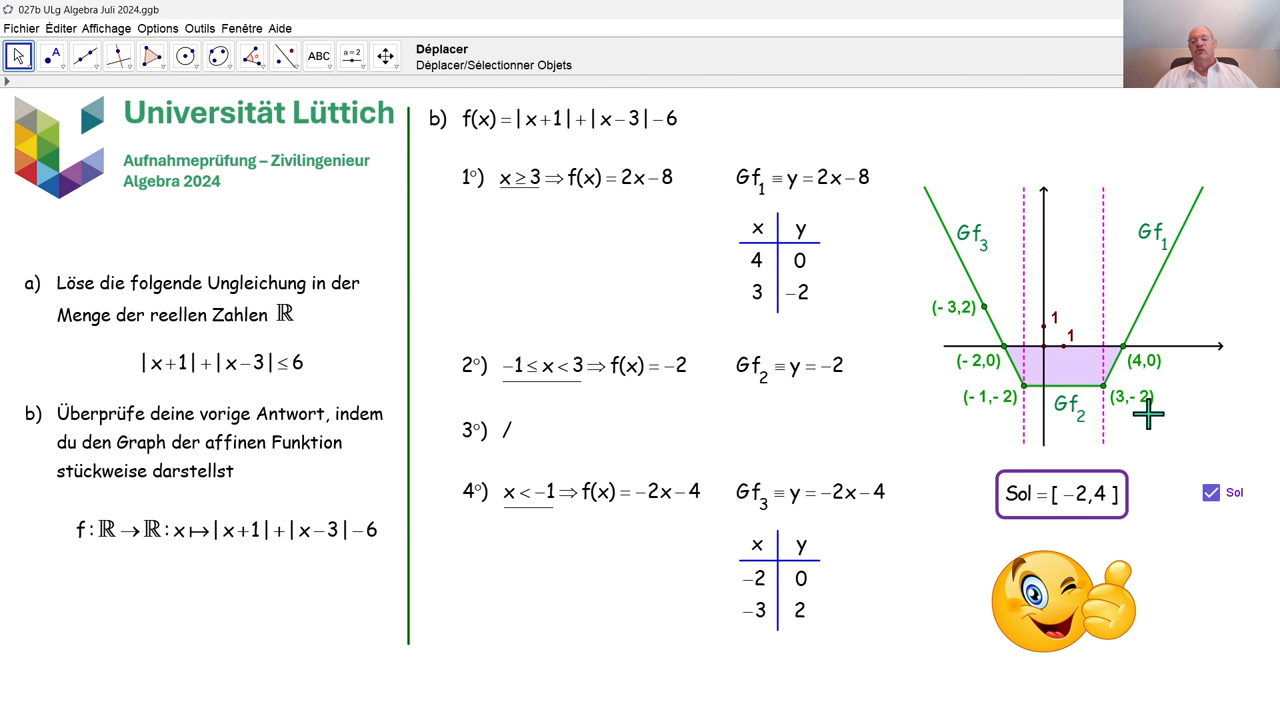 027b ULg Algebra Juli 2024.ggb
Fichier Éditer Affichage Options Outils Fenêtre Aide
A
ABC
a=2
Déplacer
Déplacer/Sélectionner Objets
Universität Lüttich
Aufnahmeprüfung – Zivilingenieur
Algebra 2024
a) Löse die folgende Ungleichung in der
Menge der reellen Zahlen ℝ
|x+1|+|x−3|≤6
b) Überprüfe deine vorige Antwort, indem
du den Graph der affinen Funktion
stückweise darstellst
f:ℝ→ℝ:x↦|x+1|+|x−3|−6
b) f(x)=|x+1|+|x−3|−6
1°) x≥3⇒f(x)=2x−8 Gf₁≡y=2x−8
x y
4 0
3 −2
2°) −1≤x<3⇒f(x)=−2 Gf₂≡y=−2
3°) /
4°) x<−1⇒f(x)=−2x−4 Gf₃≡y=−2x−4
x y
−2 0
−3 2
Gf₃ Gf₁
(- 3,2)
1
1
(- 2,0) (4,0)
(- 1,- 2) Gf₂ (3,- 2)
Sol=[−2,4]
Sol